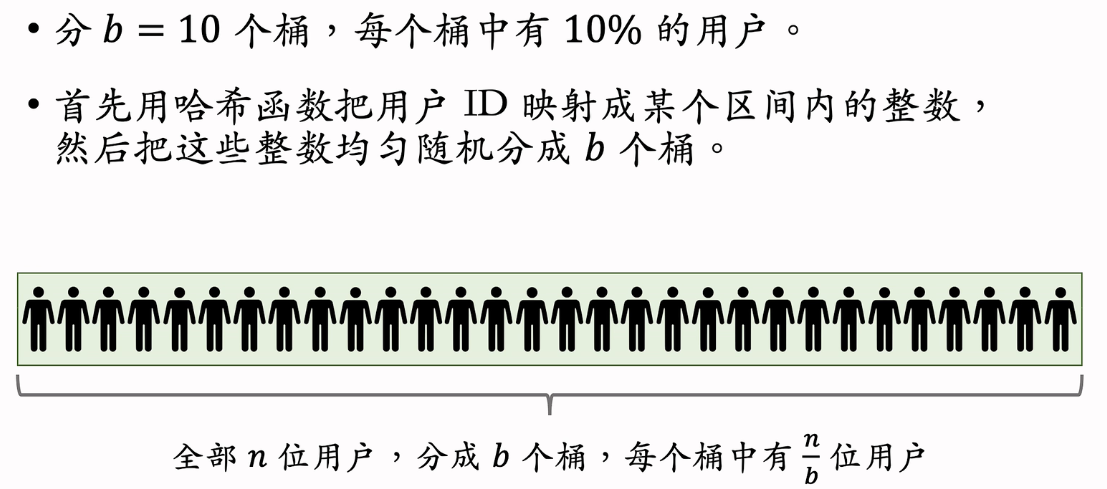 • 分 b = 10 个桶，每个桶中有 10% 的用户。
• 首先用哈希函数把用户 ID 映射成某个区间内的整数，
然后把这些整数均匀随机分成 b 个桶。
全部 n 位用户，分成 b 个桶，每个桶中有 n/b 位用户